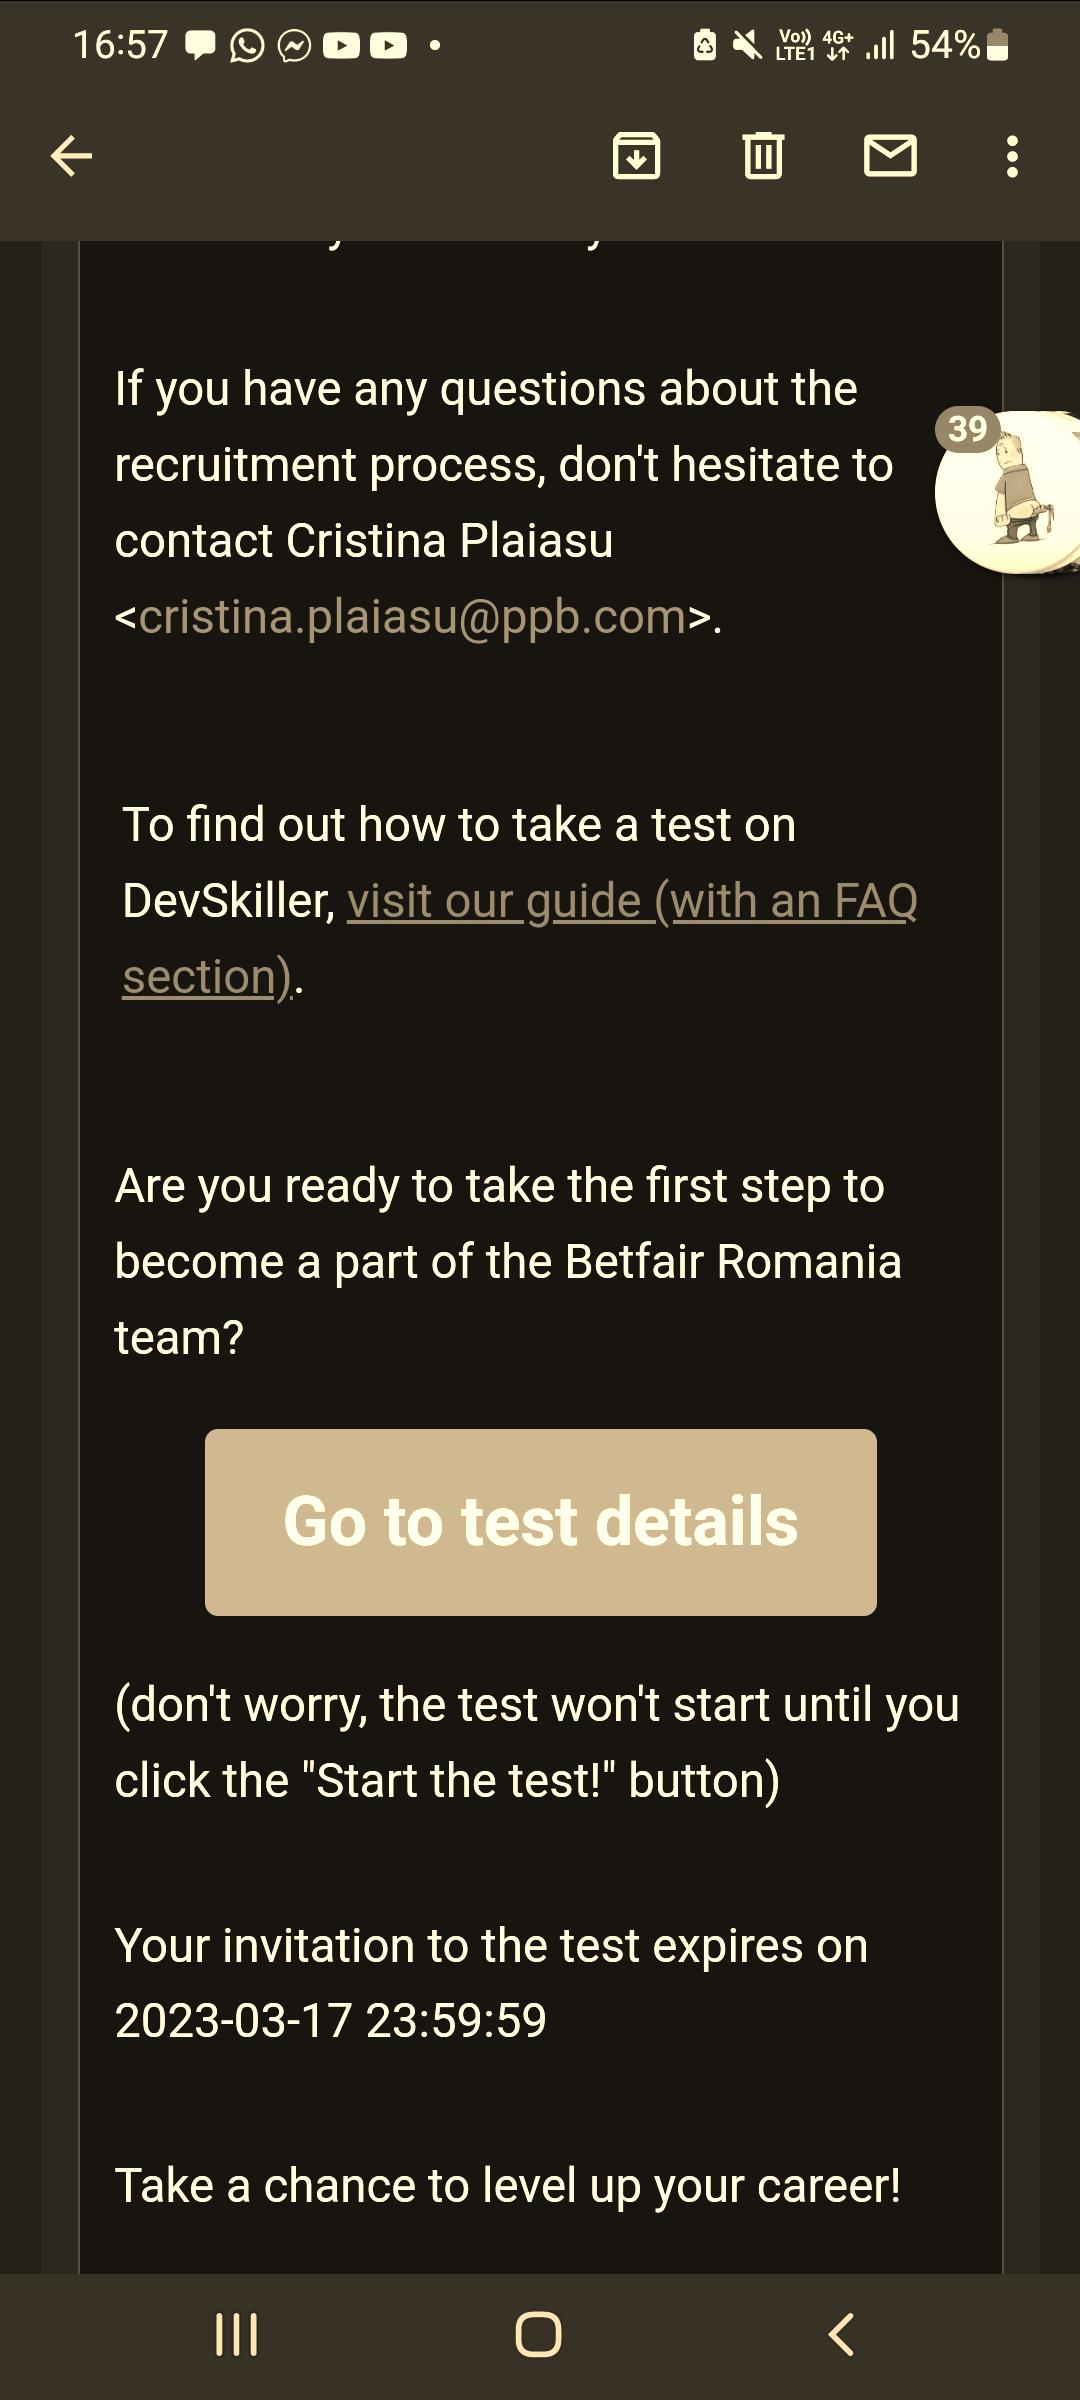 16:57
Vo)) LTE1 4G+ 54%
If you have any questions about the
recruitment process, don't hesitate to
contact Cristina Plaiasu
<cristina.plaiasu@ppb.com>.
39
To find out how to take a test on
DevSkiller, visit our guide (with an FAQ
section).
Are you ready to take the first step to
become a part of the Betfair Romania
team?
Go to test details
(don't worry, the test won't start until you
click the "Start the test!" button)
Your invitation to the test expires on
2023-03-17 23:59:59
Take a chance to level up your career!